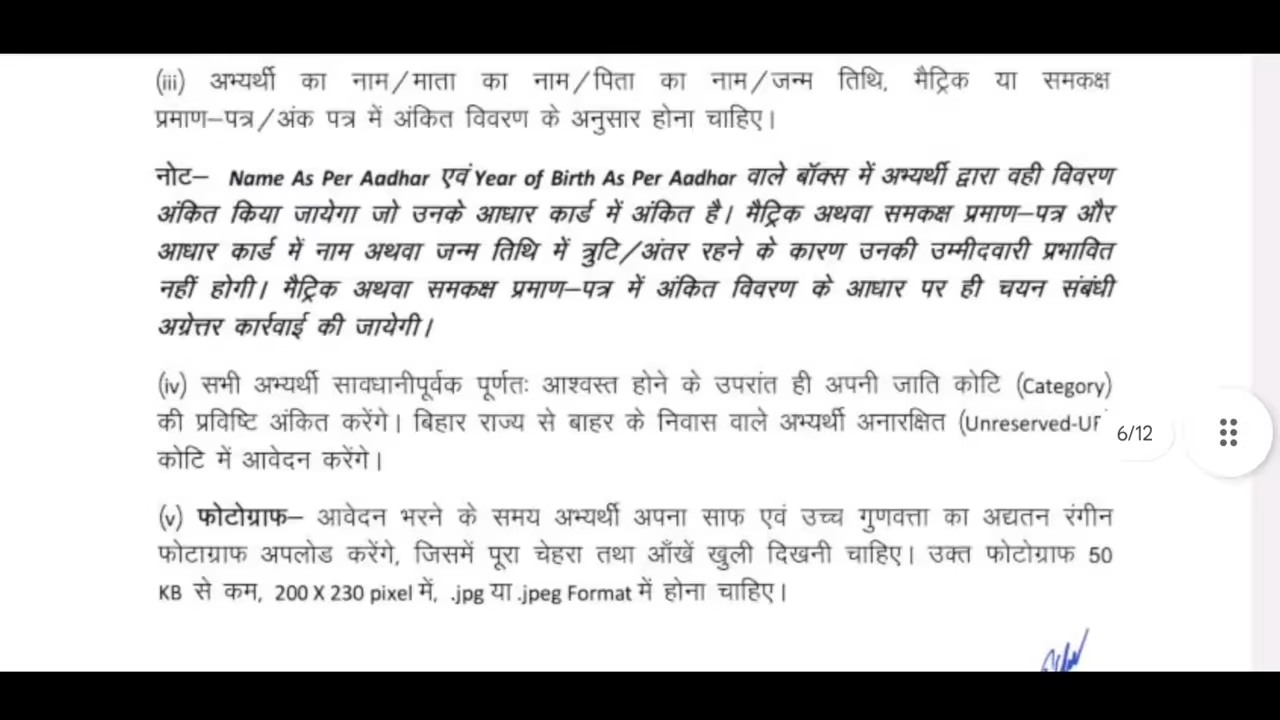 (iii) अभ्यर्थी का नाम/माता का नाम/पिता का नाम/जन्म तिथि, मैट्रिक या समकक्ष
प्रमाण–पत्र/अंक पत्र में अंकित विवरण के अनुसार होना चाहिए।
नोट– Name As Per Aadhar एवं Year of Birth As Per Aadhar वाले बॉक्स में अभ्यर्थी द्वारा वही विवरण
अंकित किया जायेगा जो उनके आधार कार्ड में अंकित है। मैट्रिक अथवा समकक्ष प्रमाण–पत्र और
आधार कार्ड में नाम अथवा जन्म तिथि में त्रुटि/अंतर रहने के कारण उनकी उम्मीदवारी प्रभावित
नहीं होगी। मैट्रिक अथवा समकक्ष प्रमाण–पत्र में अंकित विवरण के आधार पर ही चयन संबंधी
अग्रेत्तर कार्रवाई की जायेगी।
(iv) सभी अभ्यर्थी सावधानीपूर्वक पूर्णतः आश्वस्त होने के उपरांत ही अपनी जाति कोटि (Category)
की प्रविष्टि अंकित करेंगे। बिहार राज्य से बाहर के निवास वाले अभ्यर्थी अनारक्षित (Unreserved-UR
कोटि में आवेदन करेंगे।
6/12
(v) फोटोग्राफ– आवेदन भरने के समय अभ्यर्थी अपना साफ एवं उच्च गुणवत्ता का अद्यतन रंगीन
फोटाग्राफ अपलोड करेंगे, जिसमें पूरा चेहरा तथा आँखें खुली दिखनी चाहिए। उक्त फोटोग्राफ 50
KB से कम, 200 X 230 pixel में, .jpg या .jpeg Format में होना चाहिए।